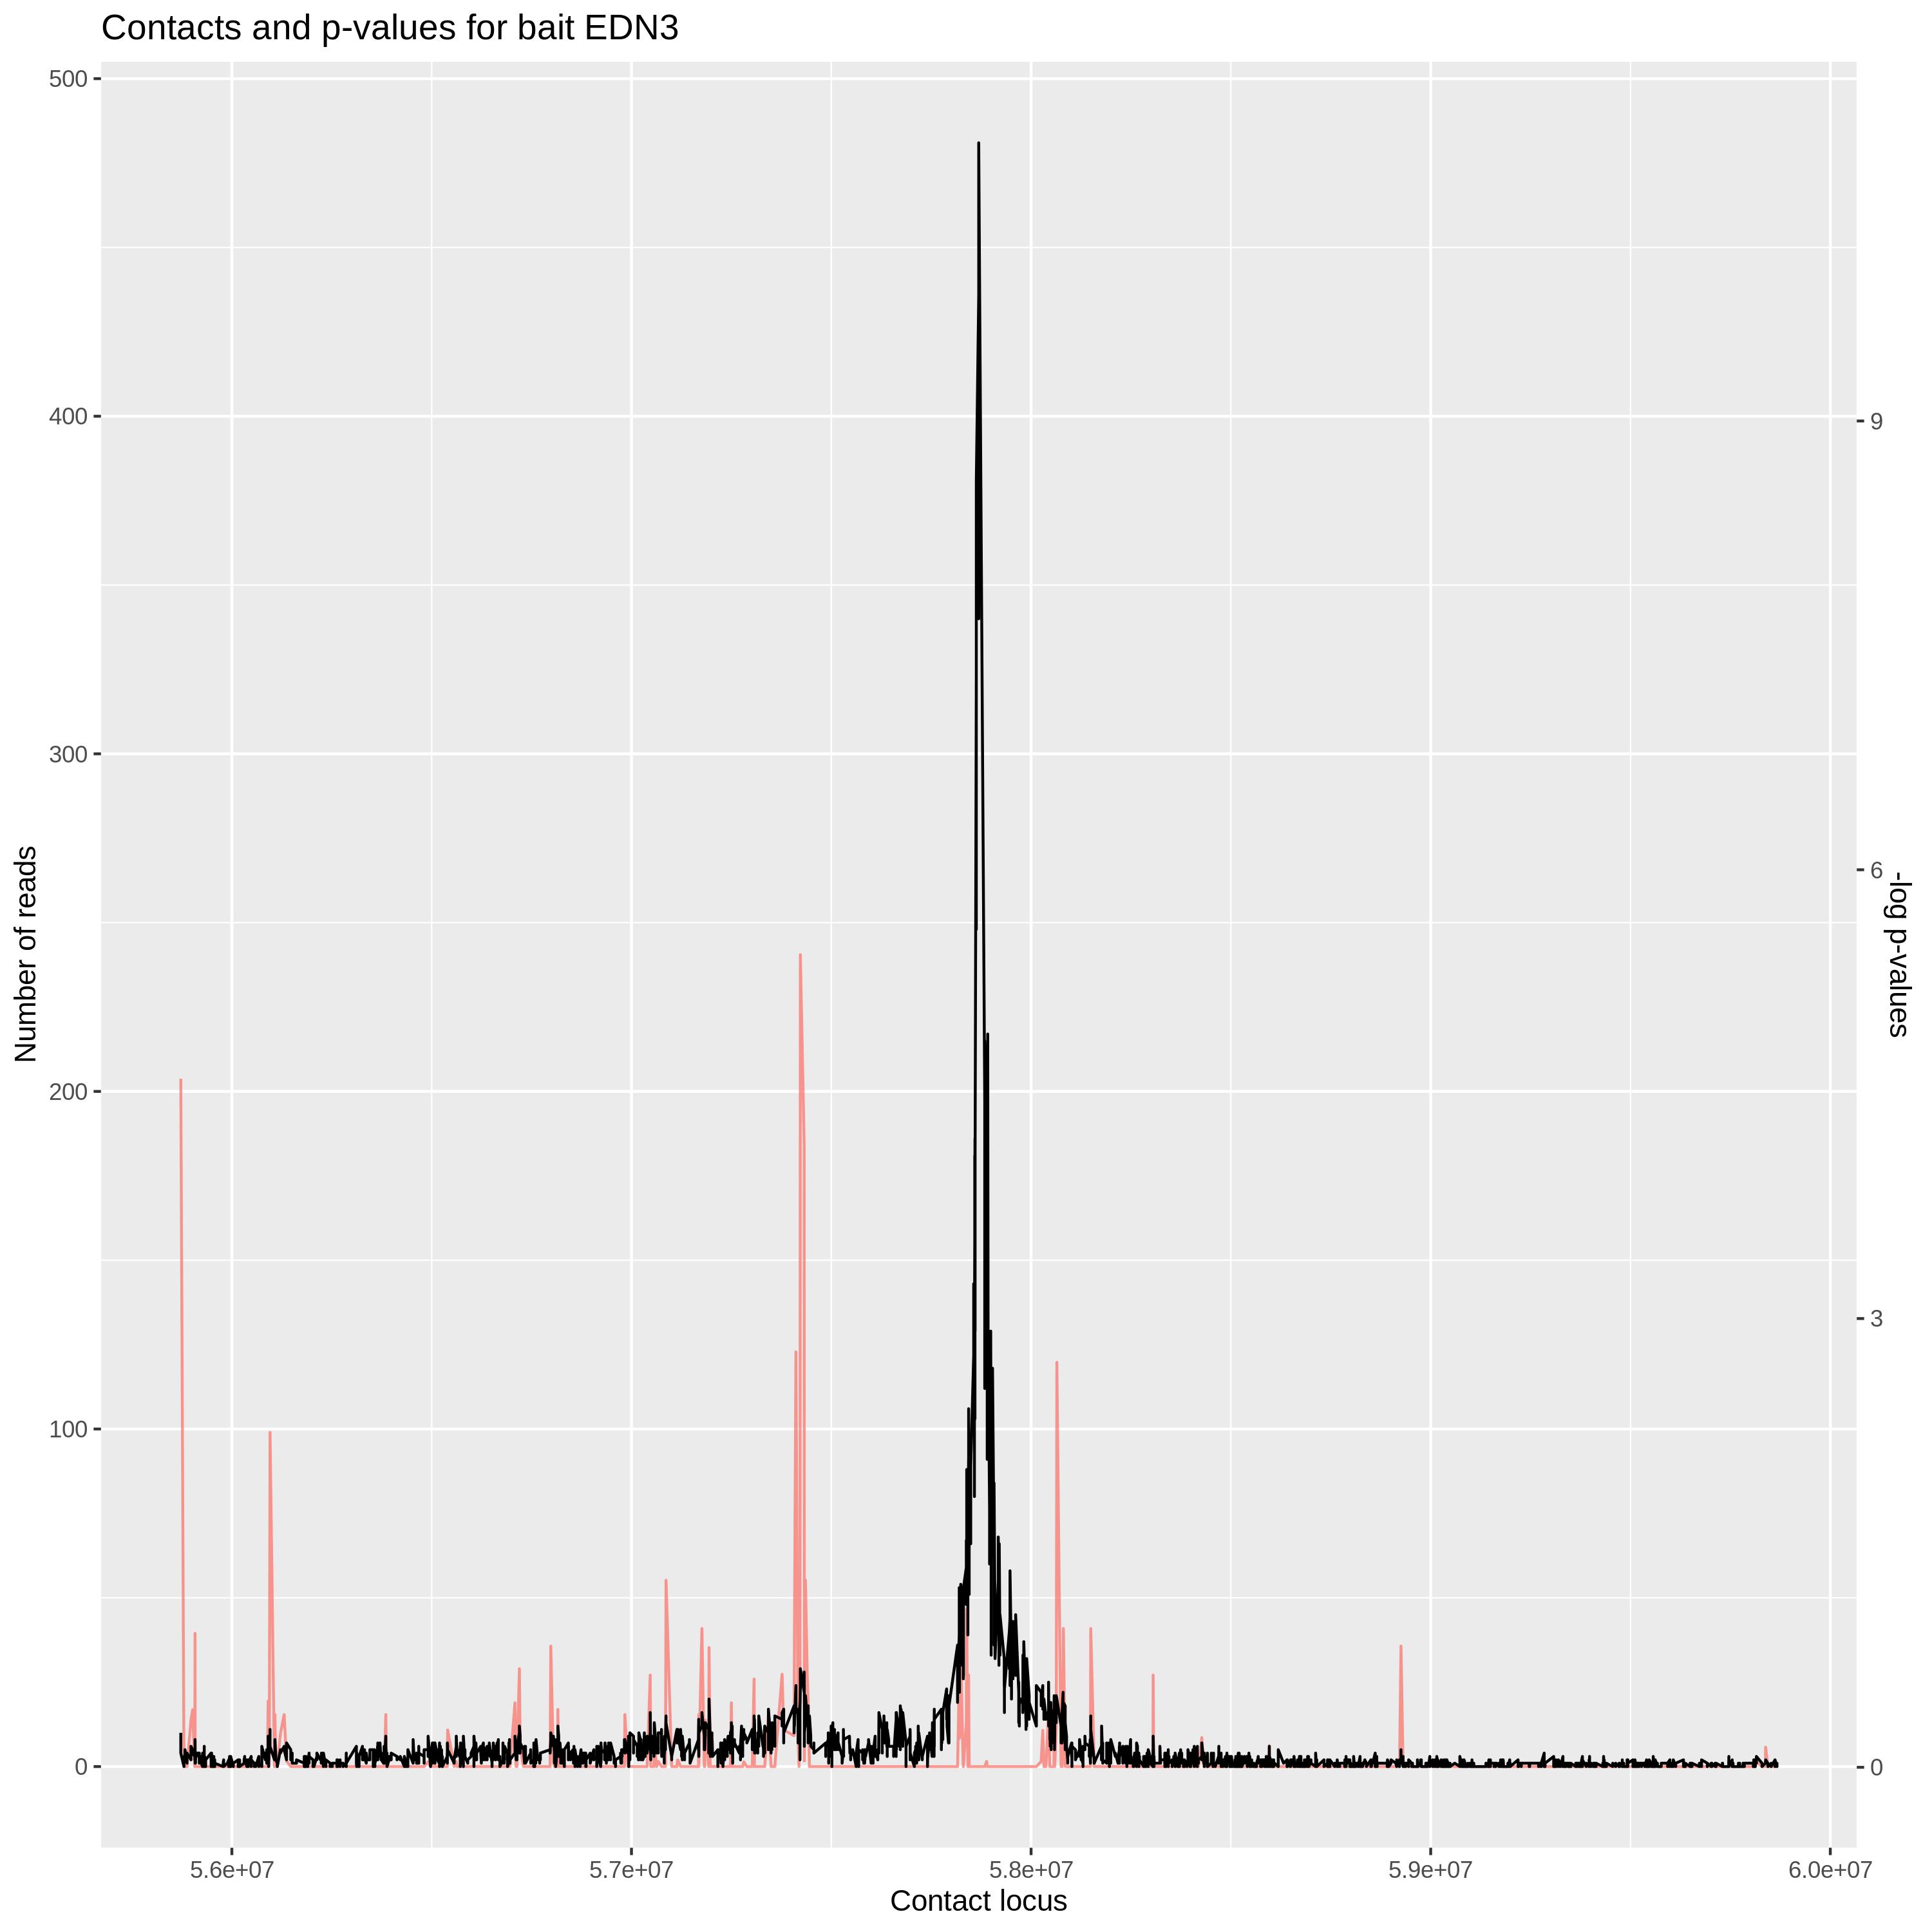 Contacts and p-values for bait EDN3
500
400
300
200
100
0
Number of reads
9
6
3
0
-log p-values
5.6e+07
5.7e+07
5.8e+07
5.9e+07
6.0e+07
Contact locus